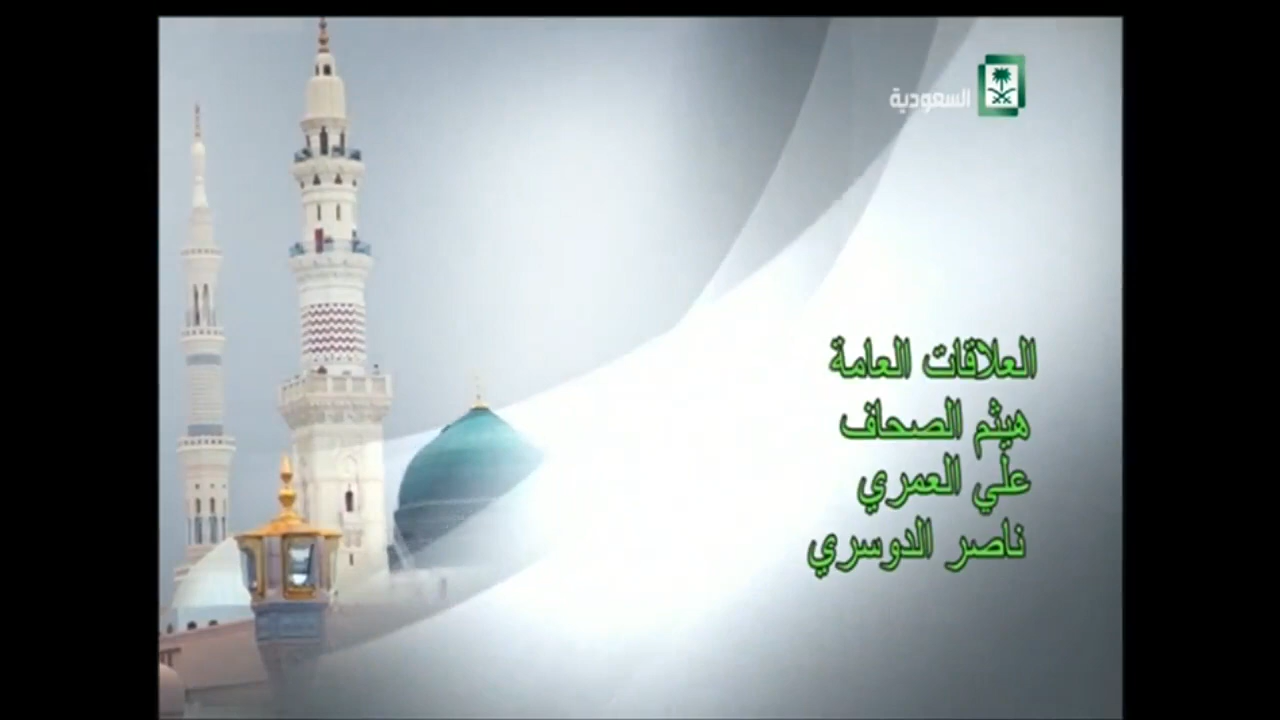 السعودية
العلاقات العامة
هيثم الصحاف
علي العمري
ناصر الدوسري